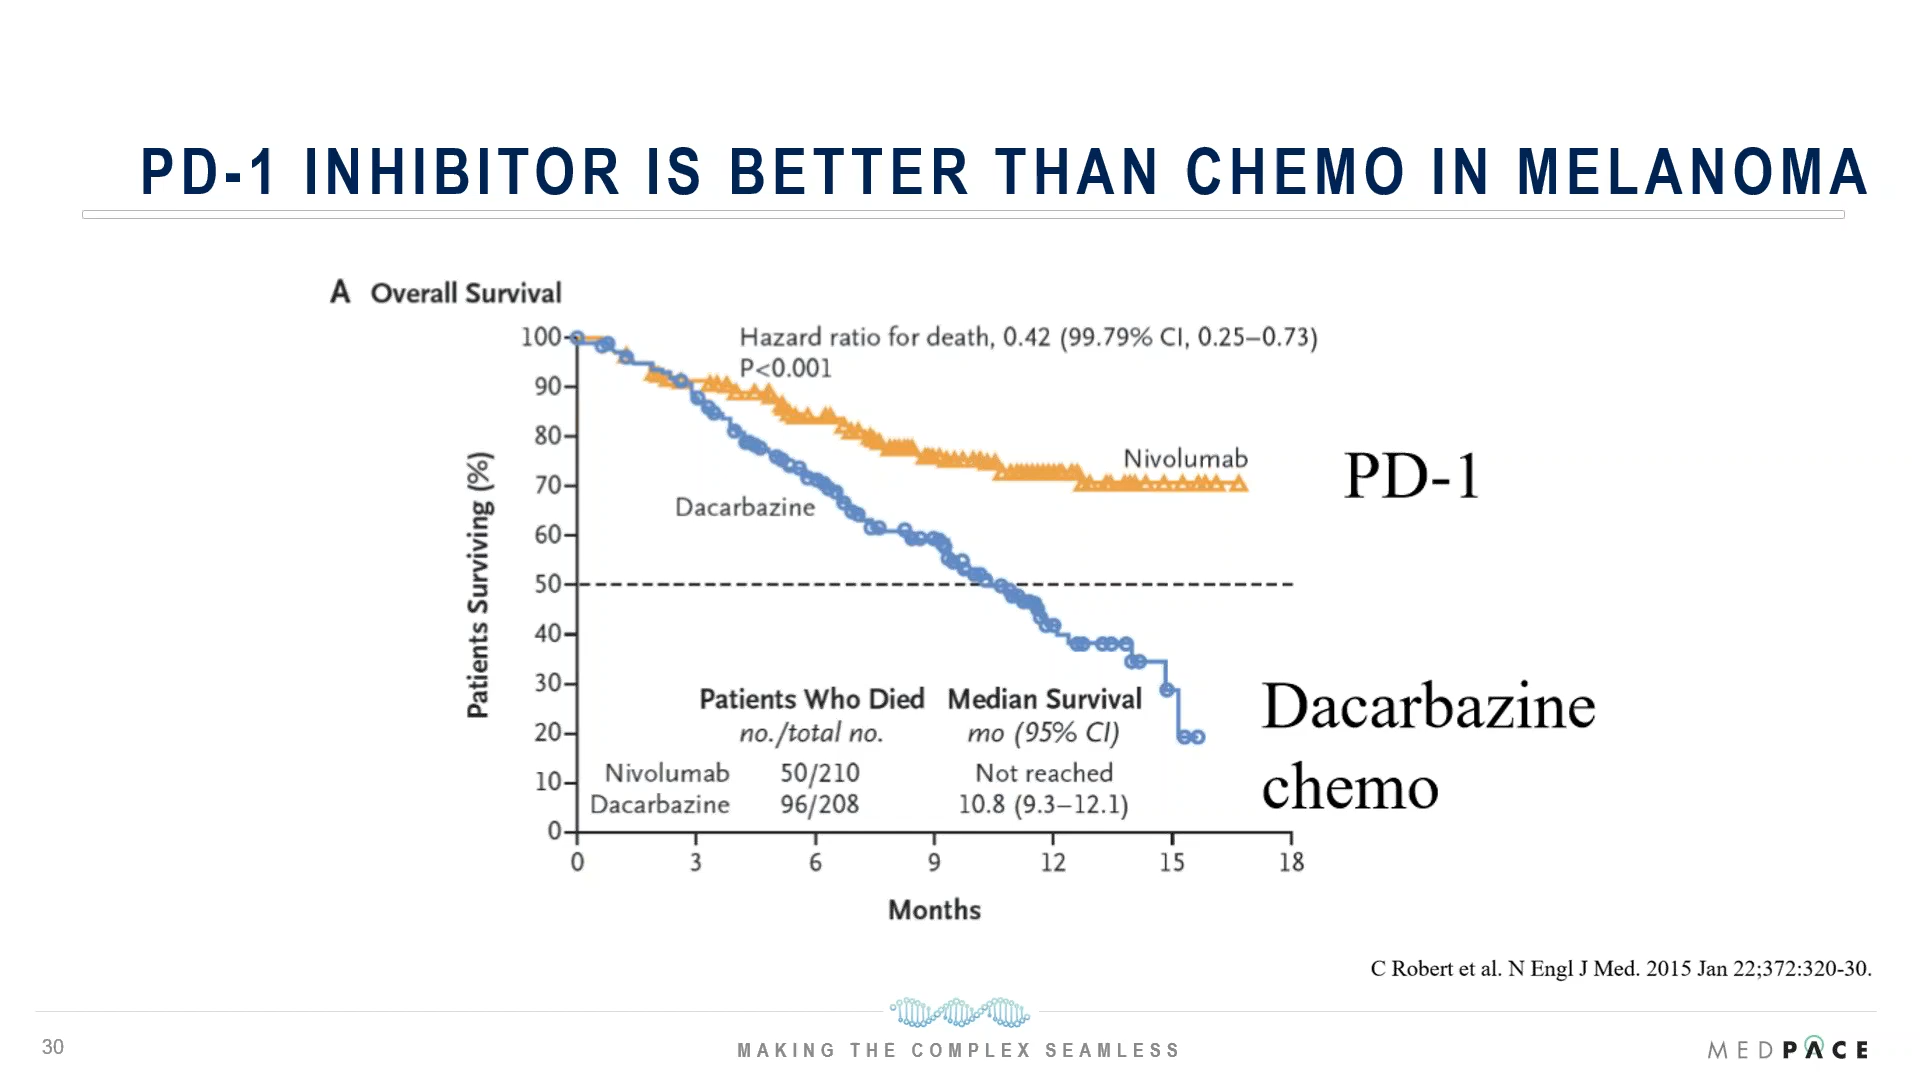 PD-1 INHIBITOR IS BETTER THAN CHEMO IN MELANOMA
A Overall Survival
Hazard ratio for death, 0.42 (99.79% CI, 0.25–0.73)
P<0.001
100
90
80
70
60
50
40
30
20
10
0
Patients Surviving (%)
Nivolumab
Dacarbazine
PD-1
Dacarbazine
chemo
Patients Who Died Median Survival
no./total no. mo (95% CI)
Nivolumab 50/210 Not reached
Dacarbazine 96/208 10.8 (9.3–12.1)
0 3 6 9 12 15 18
Months
C Robert et al. N Engl J Med. 2015 Jan 22;372:320-30.
30
MAKING THE COMPLEX SEAMLESS
MEDPACE